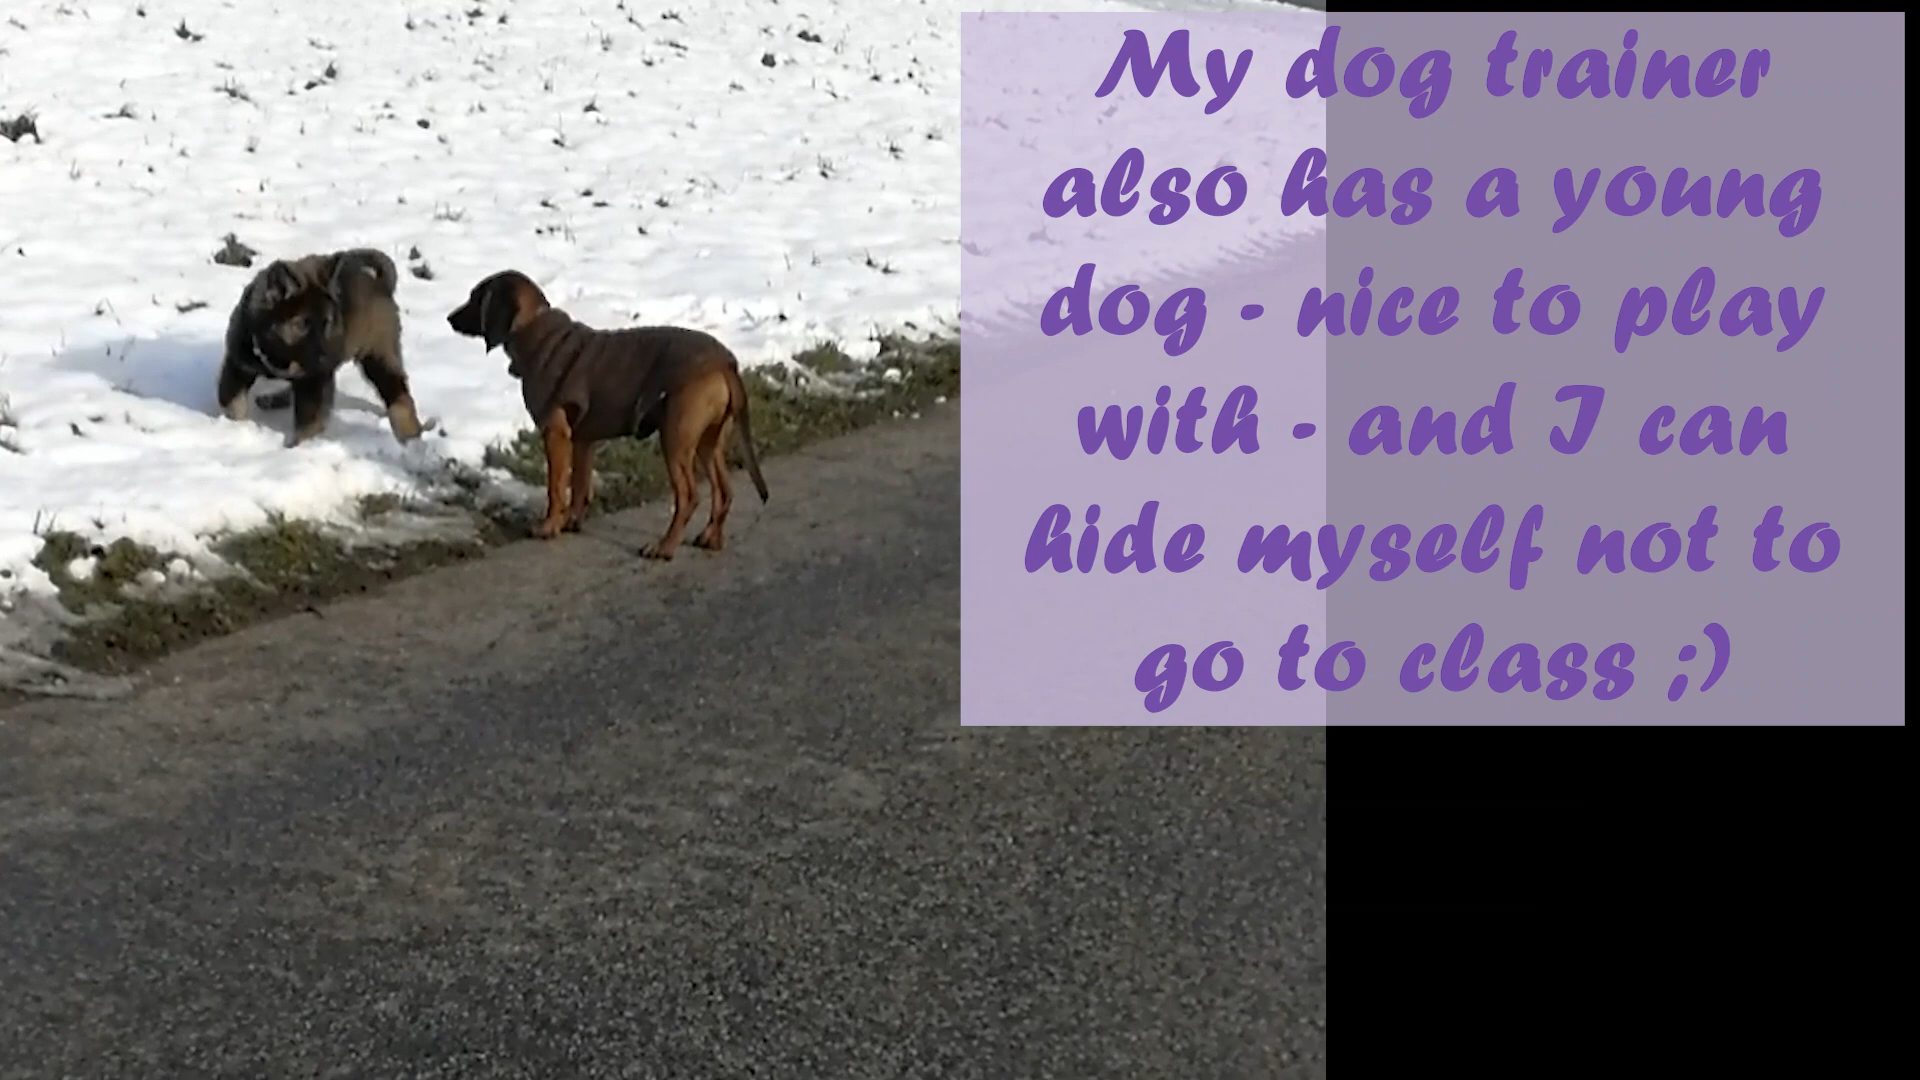 My dog trainer
also has a young
dog - nice to play
with - and I can
hide myself not to
go to class ;)